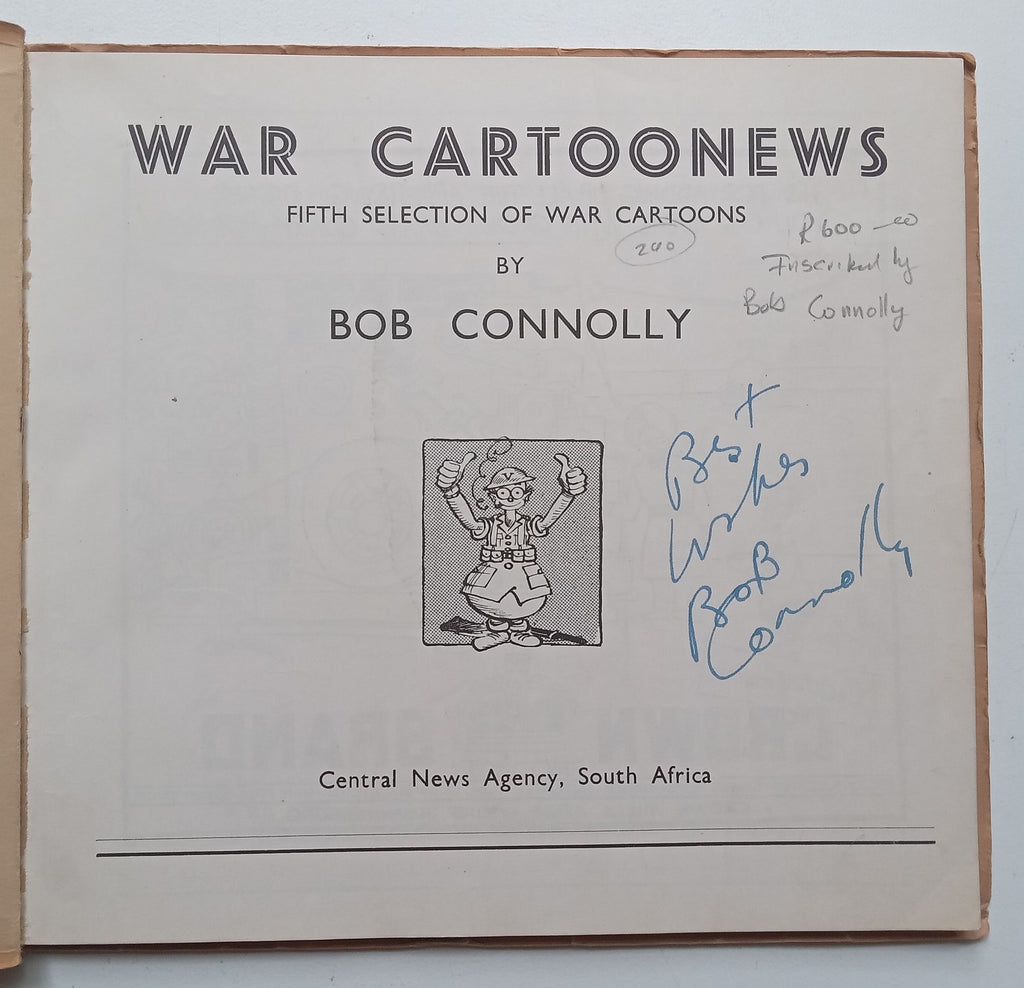 WAR CARTOONEWS
FIFTH SELECTION OF WAR CARTOONS
BY
BOB CONNOLLY
R600-00
Inscribed by
Bob Connolly
200
V
Best
Wishes
BOB
Connolly
Central News Agency, South Africa